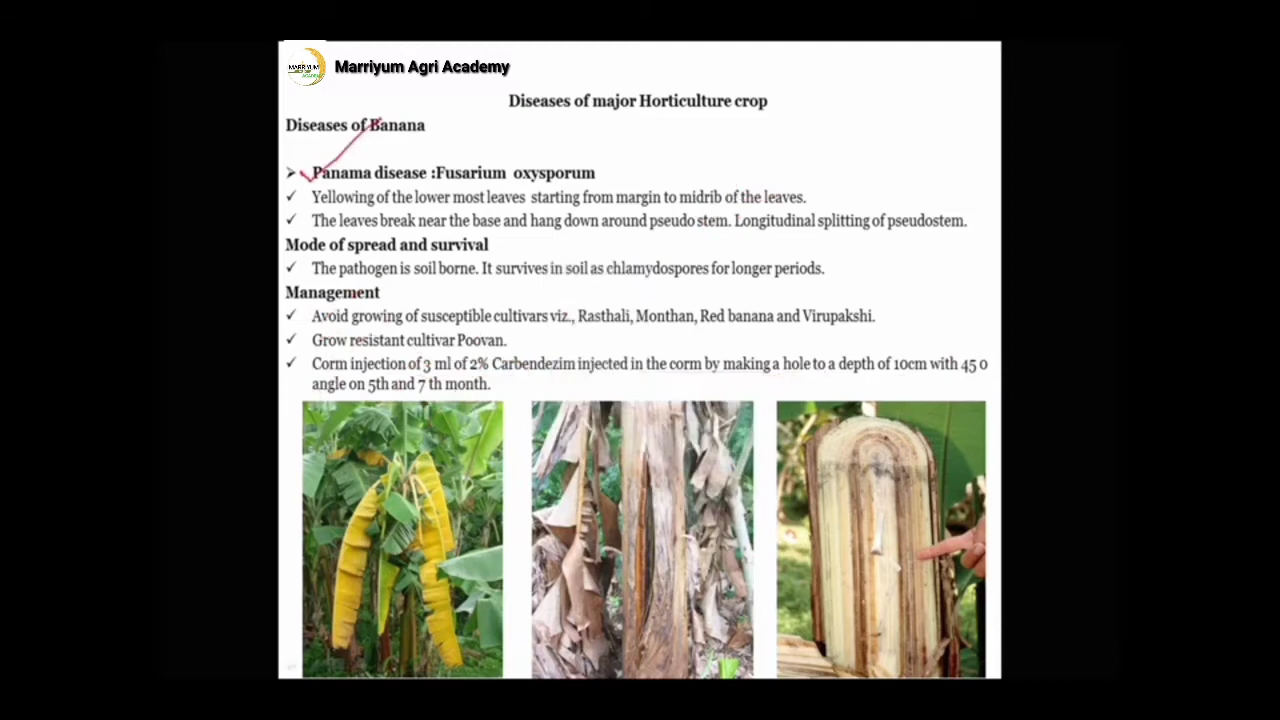 MARRIYUM
ACADEMY
Marriyum Agri Academy
Diseases of major Horticulture crop
Diseases of Banana
➢ Panama disease :Fusarium oxysporum
✓ Yellowing of the lower most leaves starting from margin to midrib of the leaves.
✓ The leaves break near the base and hang down around pseudo stem. Longitudinal splitting of pseudostem.
Mode of spread and survival
✓ The pathogen is soil borne. It survives in soil as chlamydospores for longer periods.
Management
✓ Avoid growing of susceptible cultivars viz., Rasthali, Monthan, Red banana and Virupakshi.
✓ Grow resistant cultivar Poovan.
✓ Corm injection of 3 ml of 2% Carbendezim injected in the corm by making a hole to a depth of 10cm with 45 0
angle on 5th and 7 th month.